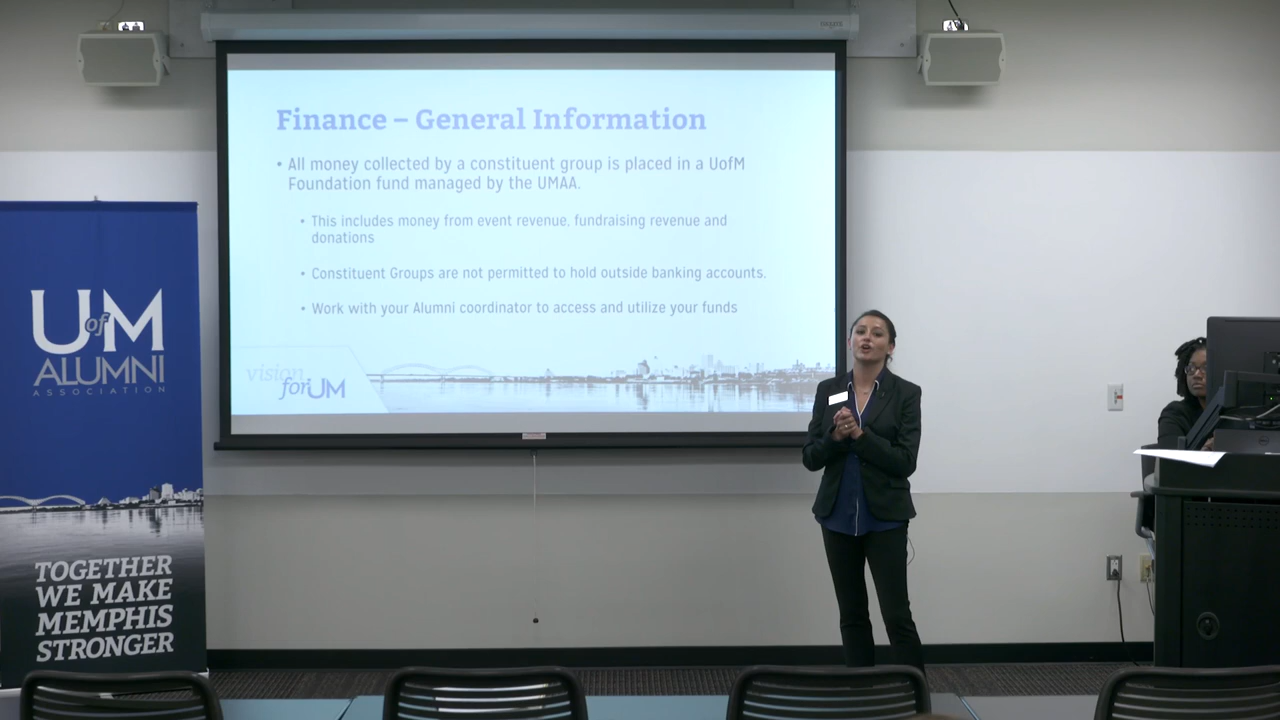 Finance – General Information
• All money collected by a constituent group is placed in a UofM
Foundation fund managed by the UMAA.
• This includes money from event revenue, fundraising revenue and
donations
• Constituent Groups are not permitted to hold outside banking accounts.
• Work with your Alumni coordinator to access and utilize your funds
vision
forUM
UofM
ALUMNI
ASSOCIATION
TOGETHER
WE MAKE
MEMPHIS
STRONGER